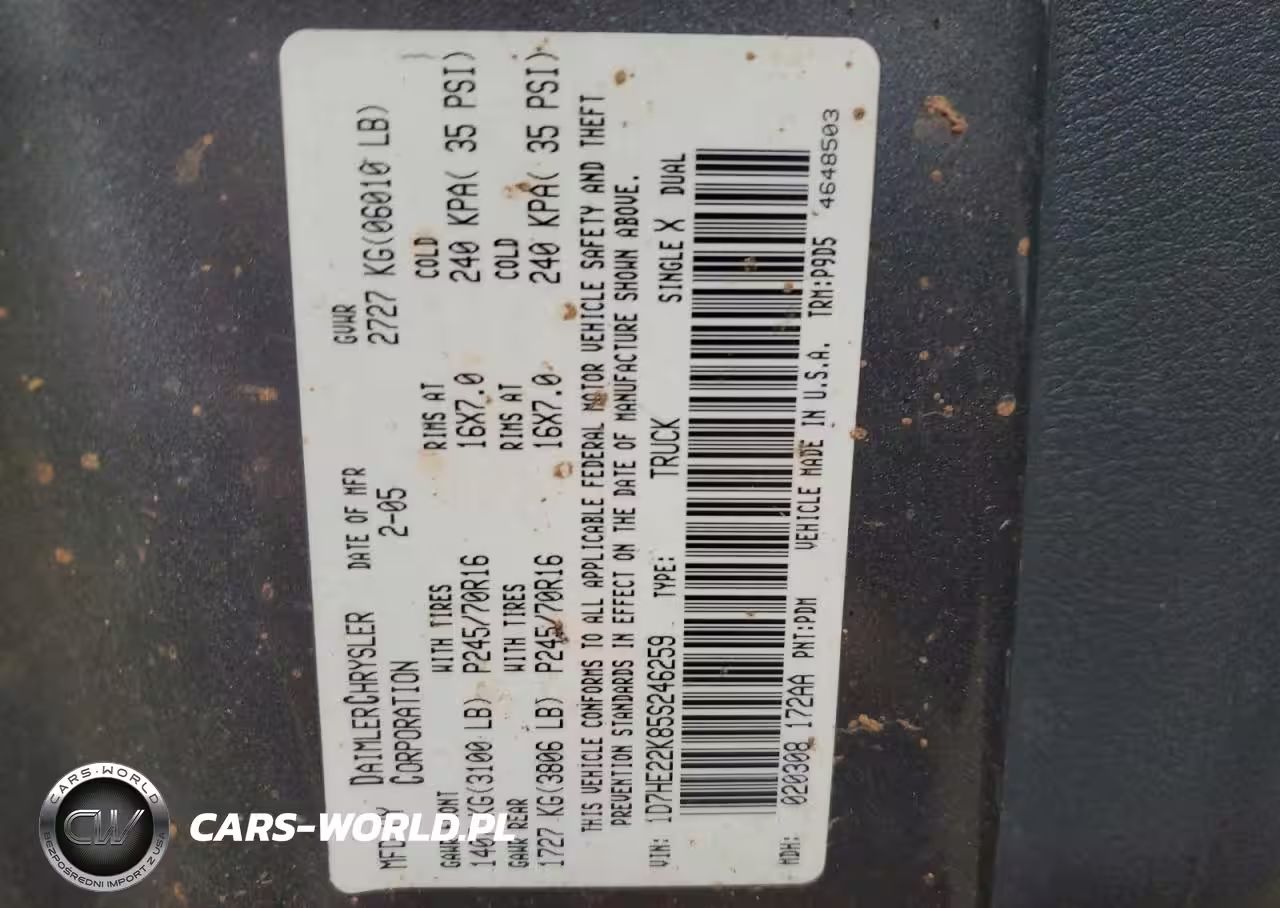 MFD BY DAIMLERCHRYSLER CORPORATION DATE OF MFR 2-05 GVWR 2727 KG(06010 LB)
GAWR FRONT WITH TIRES RIMS AT COLD
1401 KG(3100 LB) P245/70R16 16X7.0 240 KPA( 35 PSI)
GAWR REAR WITH TIRES RIMS AT COLD
1727 KG(3806 LB) P245/70R16 16X7.0 240 KPA( 35 PSI)
THIS VEHICLE CONFORMS TO ALL APPLICABLE FEDERAL MOTOR VEHICLE SAFETY AND THEFT
PREVENTION STANDARDS IN EFFECT ON THE DATE OF MANUFACTURE SHOWN ABOVE.
VIN: 1D7HE22K85S246259 TYPE: TRUCK SINGLE X DUAL
MDH: 020308 172AA PNT:PDM VEHICLE MADE IN U.S.A. TRM:P9D5 4648503
CARS-WORLD
CW
BEZPOŚREDNI IMPORT Z USA
CARS-WORLD.PL